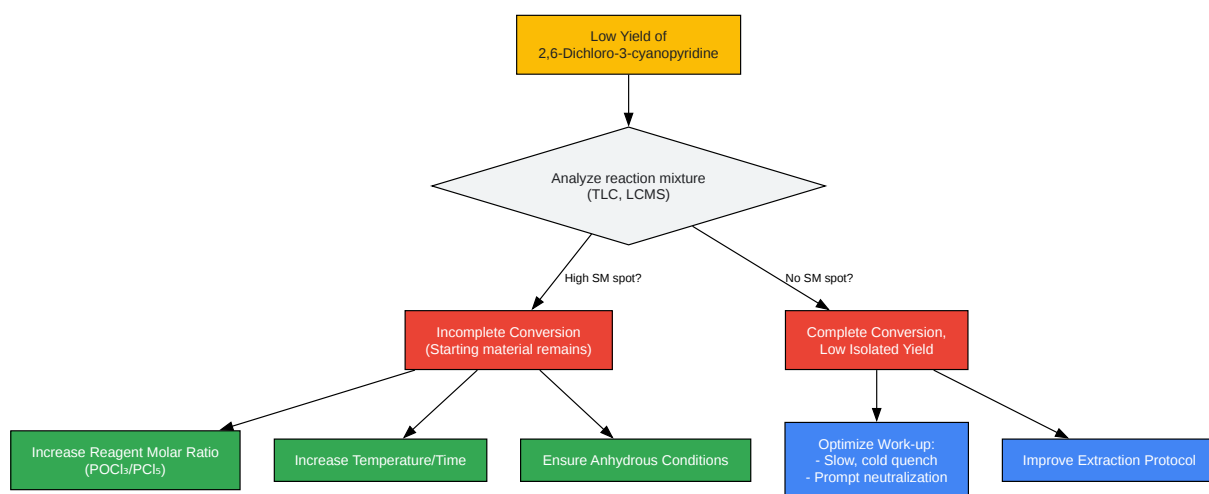 Low Yield of
2,6-Dichloro-3-cyanopyridine
Analyze reaction mixture
(TLC, LCMS)
High SM spot?
No SM spot?
Incomplete Conversion
(Starting material remains)
Complete Conversion,
Low Isolated Yield
Increase Reagent Molar Ratio
(POCl₃/PCl₅)
Increase Temperature/Time
Ensure Anhydrous Conditions
Optimize Work-up:
- Slow, cold quench
- Prompt neutralization
Improve Extraction Protocol